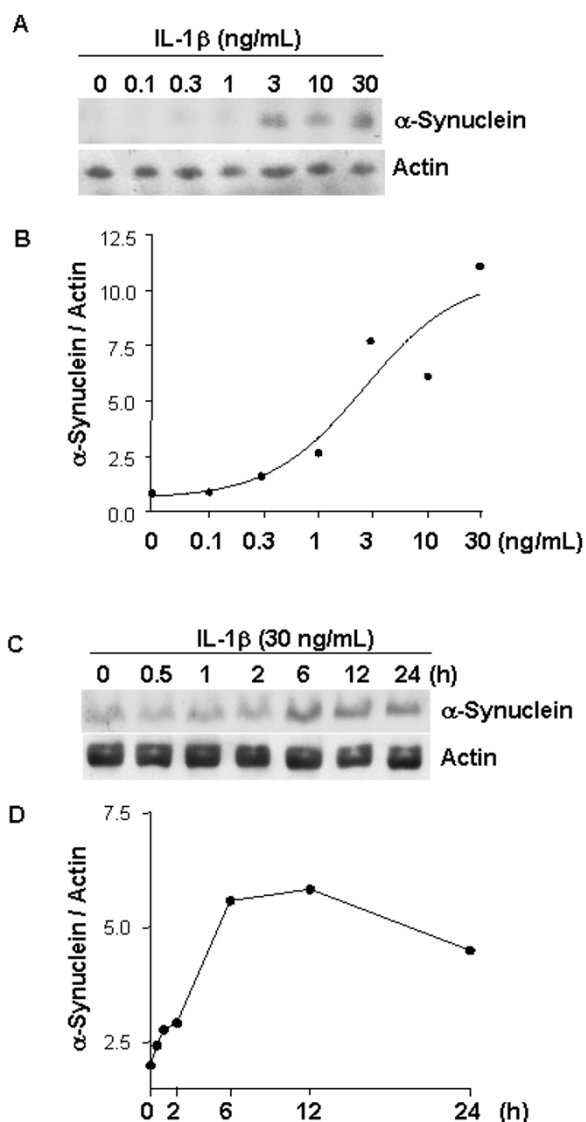 A
IL-1β (ng/mL)
0 0.1 0.3 1 3 10 30
α-Synuclein
Actin
B
α-Synuclein / Actin
12.5
10.0
7.5
5.0
2.5
0.0
0 0.1 0.3 1 3 10 30 (ng/mL)
C
IL-1β (30 ng/mL)
0 0.5 1 2 6 12 24 (h)
α-Synuclein
Actin
D
α-Synuclein / Actin
7.5
5.0
2.5
0 2 6 12 24 (h)